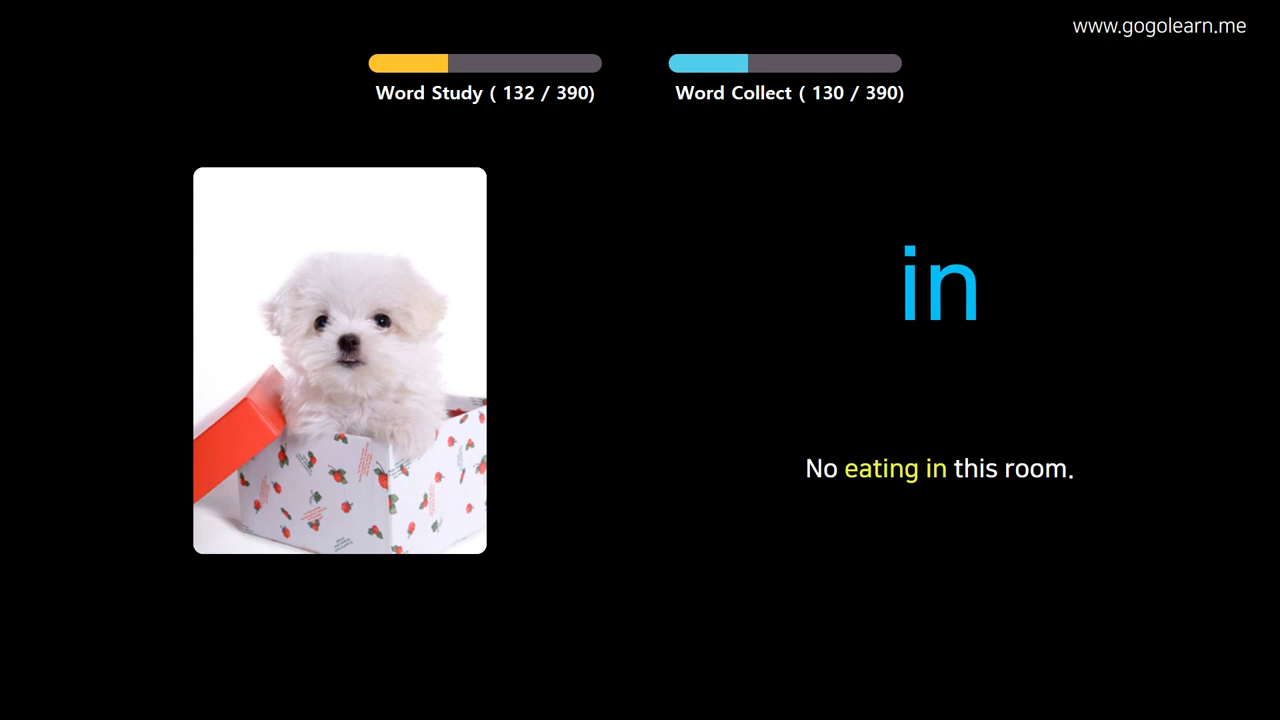 www.gogolearn.me
Word Study ( 132 / 390)
Word Collect ( 130 / 390)
in
No eating in this room.